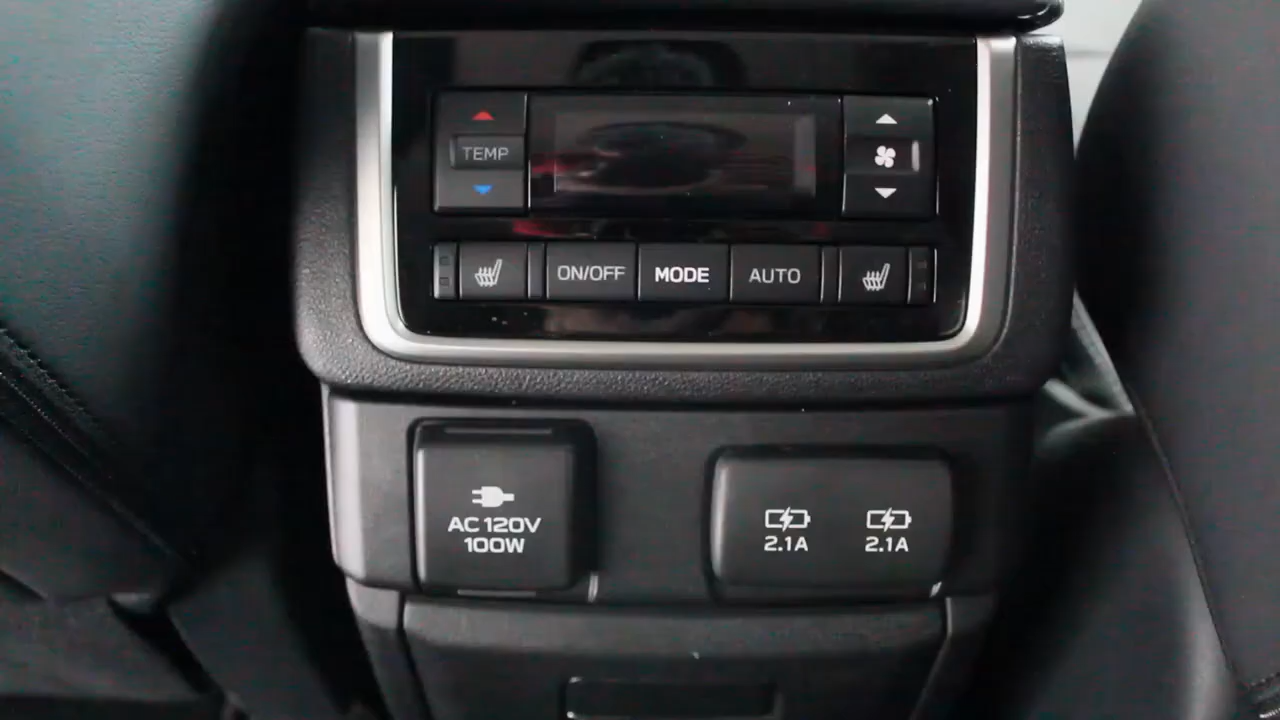 TEMP
ON/OFF MODE AUTO
AC 120V
100W
2.1A 2.1A